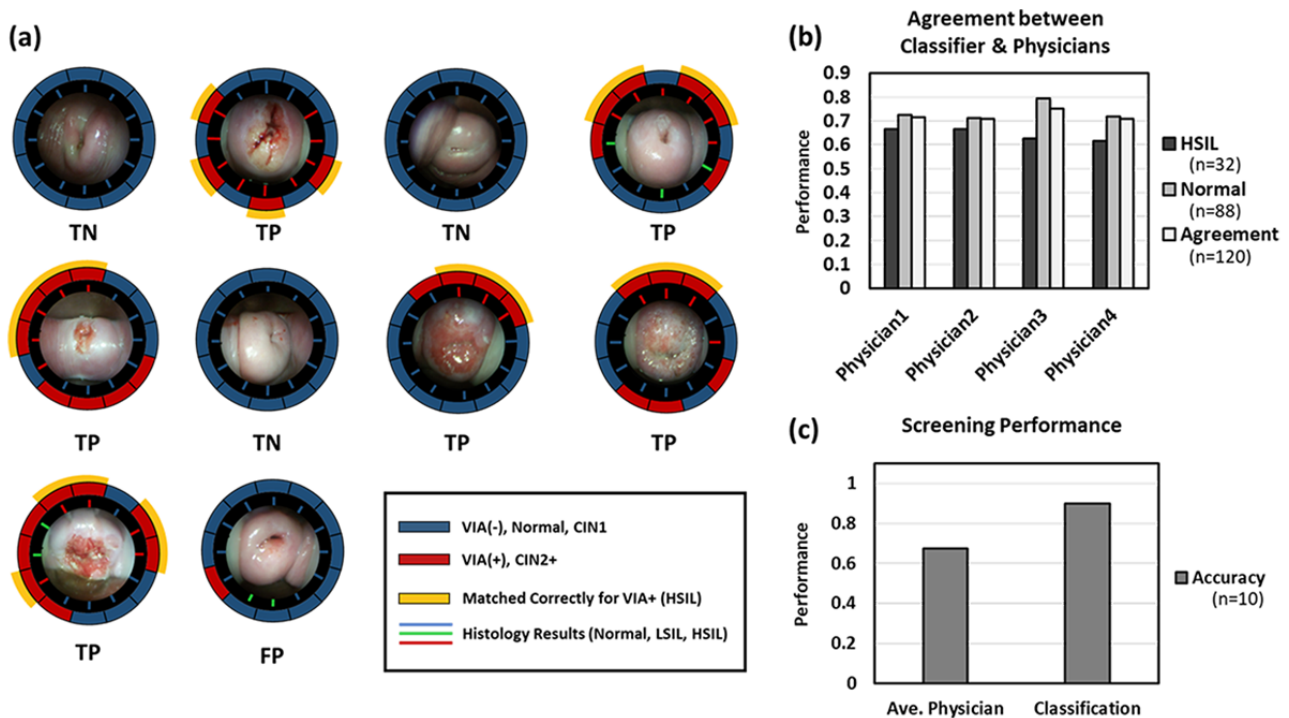 (a)
TN
TP
TN
TP
TP
TN
TP
TP
TP
FP
VIA(-), Normal, CIN1
VIA(+), CIN2+
Matched Correctly for VIA+ (HSIL)
Histology Results (Normal, LSIL, HSIL)
(b)
Agreement between
Classifier & Physicians
Performance
0.9
0.8
0.7
0.6
0.5
0.4
0.3
0.2
0.1
0
Physician1
Physician2
Physician3
Physician4
HSIL
(n=32)
Normal
(n=88)
Agreement
(n=120)
(c)
Screening Performance
Performance
1
0.8
0.6
0.4
0.2
0
Ave. Physician
Classification
Accuracy
(n=10)